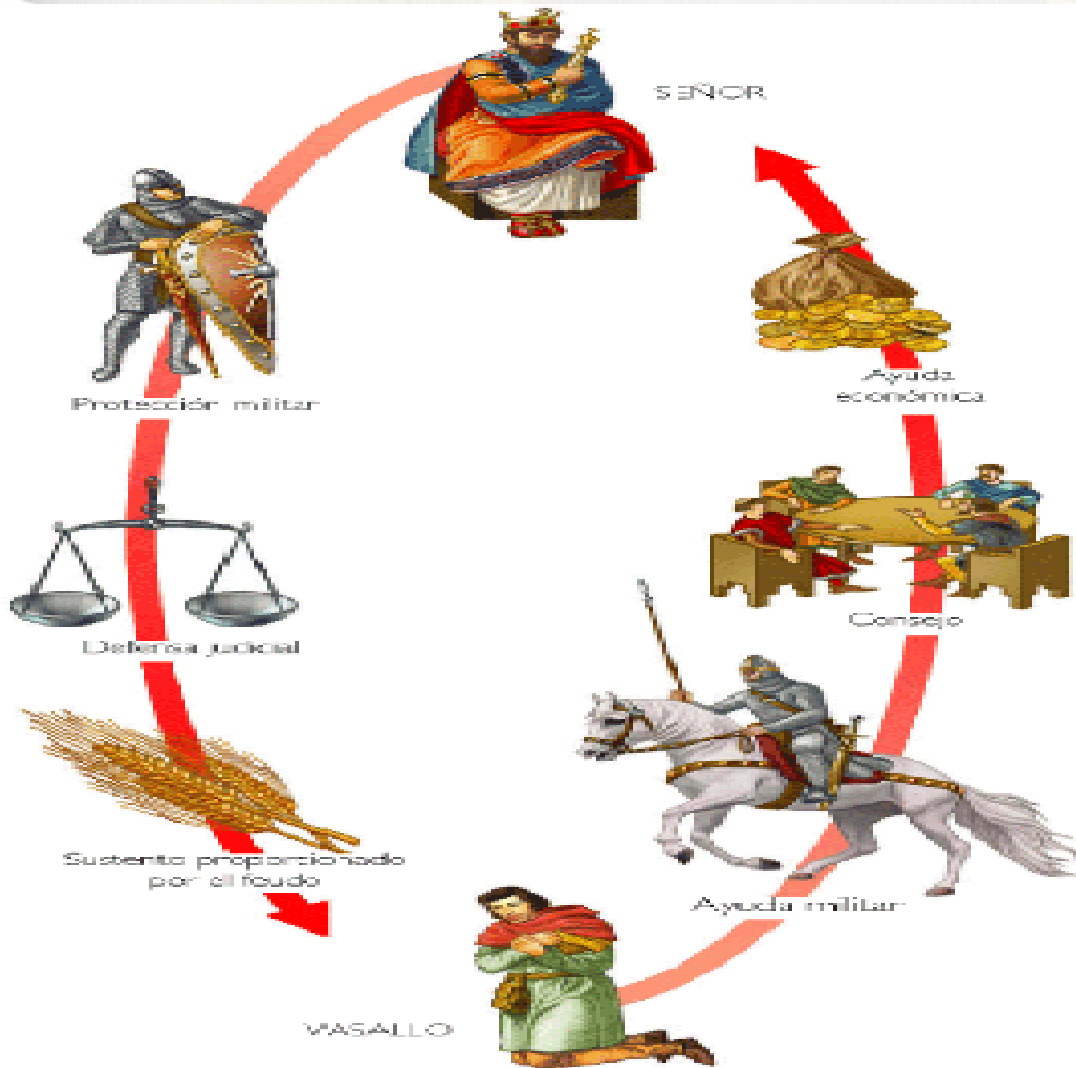 SEÑOR
Protección militar
Ayuda
económica
Defensa judicial
Consejo
Sustento proporcionado
por el feudo
Ayuda militar
VASALLO